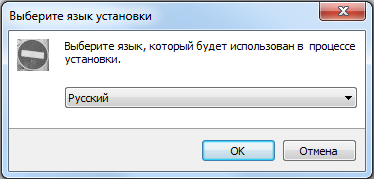 Выберите язык установки
Выберите язык, который будет использован в процессе
установки.
Русский
OK
Отмена